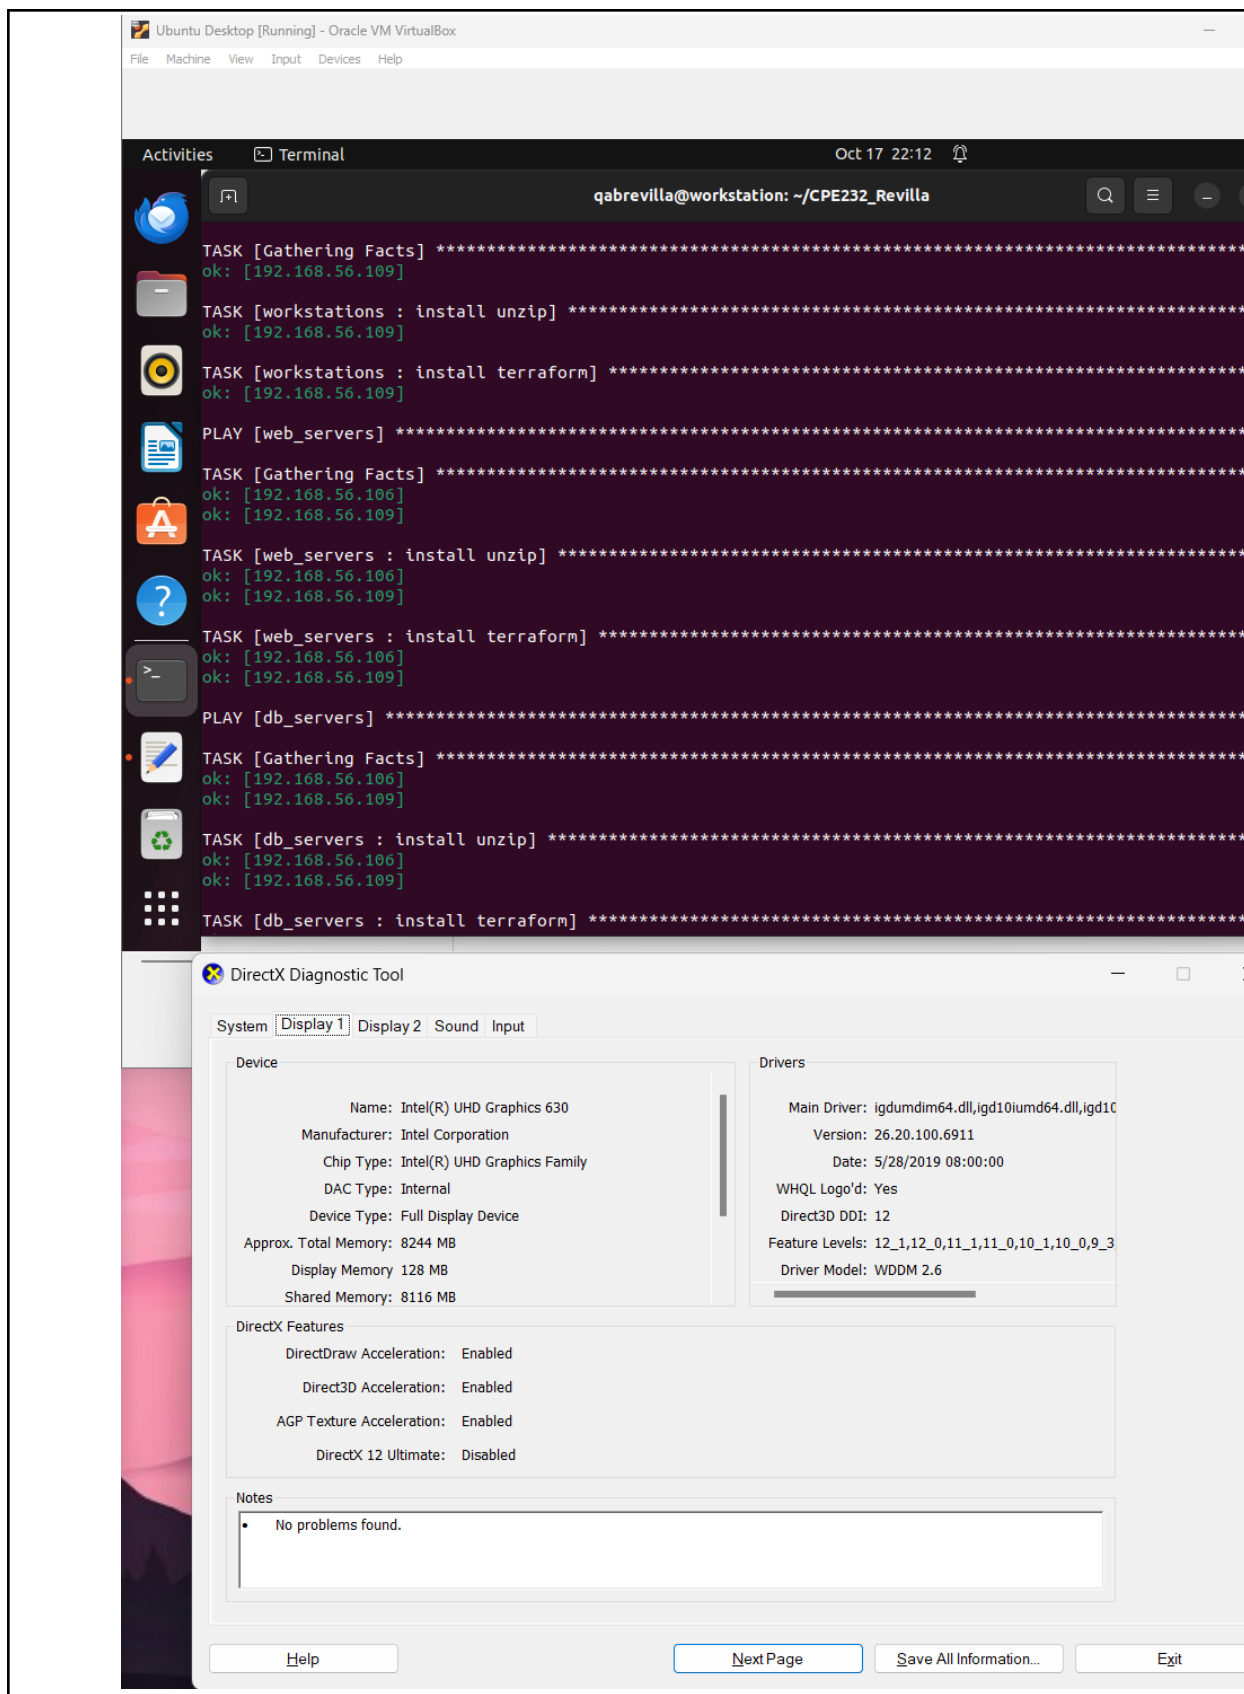 Ubuntu Desktop [Running] - Oracle VM VirtualBox
File Machine View Input Devices Help
Activities Terminal Oct 17 22:12
qabrevilla@workstation: ~/CPE232_Revilla
TASK [Gathering Facts] *******************************************************************************
ok: [192.168.56.109]
TASK [workstations : install unzip] ******************************************************************
ok: [192.168.56.109]
TASK [workstations : install terraform] **************************************************************
ok: [192.168.56.109]
PLAY [web_servers] ***********************************************************************************
TASK [Gathering Facts] *******************************************************************************
ok: [192.168.56.106]
ok: [192.168.56.109]
TASK [web_servers : install unzip] *******************************************************************
ok: [192.168.56.106]
ok: [192.168.56.109]
TASK [web_servers : install terraform] ***************************************************************
ok: [192.168.56.106]
ok: [192.168.56.109]
PLAY [db_servers] ************************************************************************************
TASK [Gathering Facts] *******************************************************************************
ok: [192.168.56.106]
ok: [192.168.56.109]
TASK [db_servers : install unzip] ********************************************************************
ok: [192.168.56.106]
ok: [192.168.56.109]
TASK [db_servers : install terraform] ****************************************************************
DirectX Diagnostic Tool
System Display 1 Display 2 Sound Input
Device
Name: Intel(R) UHD Graphics 630
Manufacturer: Intel Corporation
Chip Type: Intel(R) UHD Graphics Family
DAC Type: Internal
Device Type: Full Display Device
Approx. Total Memory: 8244 MB
Display Memory 128 MB
Shared Memory: 8116 MB
Drivers
Main Driver: igdumdim64.dll,igd10iumd64.dll,igd10
Version: 26.20.100.6911
Date: 5/28/2019 08:00:00
WHQL Logo'd: Yes
Direct3D DDI: 12
Feature Levels: 12_1,12_0,11_1,11_0,10_1,10_0,9_3
Driver Model: WDDM 2.6
DirectX Features
DirectDraw Acceleration: Enabled
Direct3D Acceleration: Enabled
AGP Texture Acceleration: Enabled
DirectX 12 Ultimate: Disabled
Notes
• No problems found.
Help Next Page Save All Information... Exit